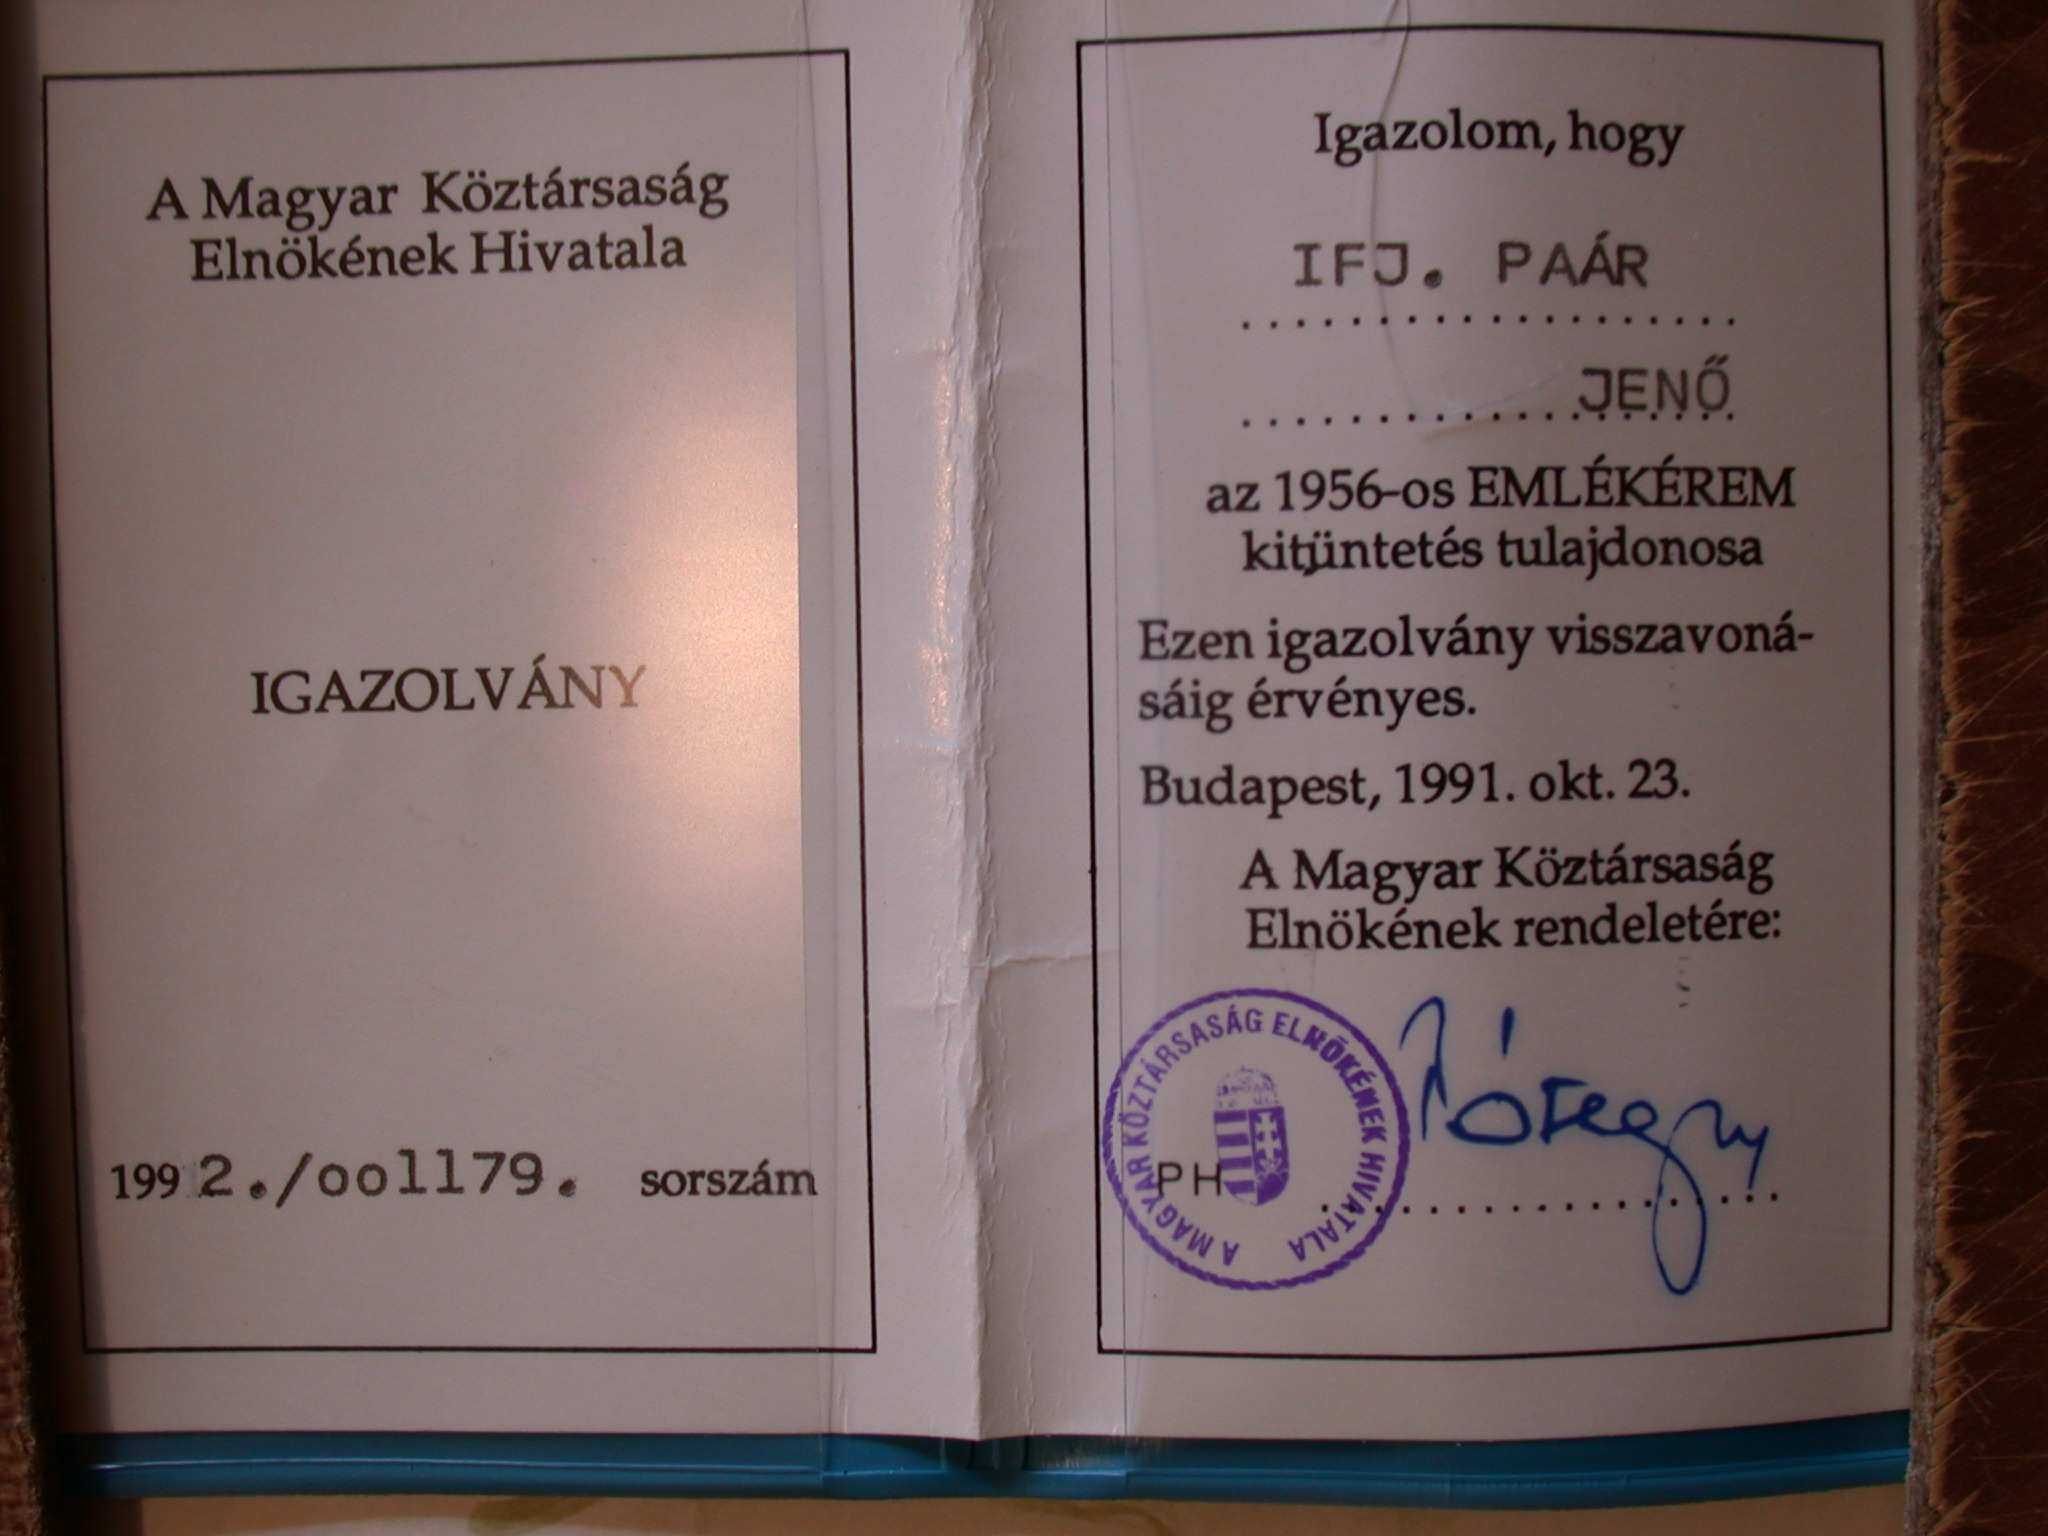 A Magyar Köztársaság
Elnökének Hivatala
IGAZOLVÁNY
1992./oo1179. sorszám
Igazolom, hogy
IFJ. PAÁR
JENŐ
az 1956-os EMLÉKÉREM
kitüntetés tulajdonosa
Ezen igazolvány visszavoná-
sáig érvényes.
Budapest, 1991. okt. 23.
A Magyar Köztársaság
Elnökének rendeletére:
A MAGYAR KÖZTÁRSASÁG ELNÖKÉNEK HIVATALA
PH